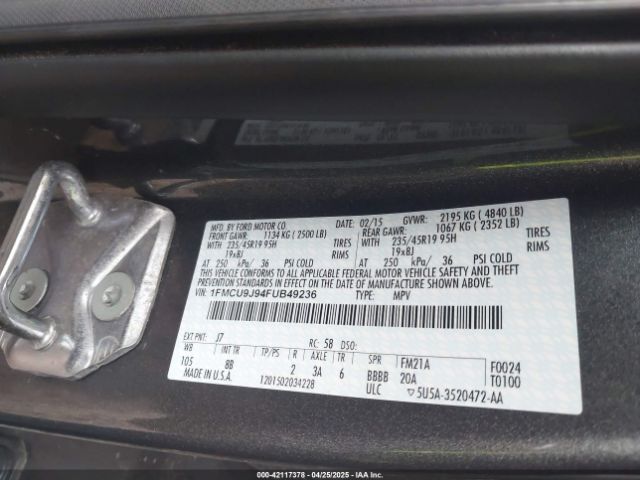 MFD. BY FORD MOTOR CO. 02/15 GVWR: 2195 KG ( 4840 LB)
FRONT GAWR: 1134 KG ( 2500 LB) REAR GAWR: 1067 KG ( 2352 LB)
WITH 235/45R19 95H TIRES WITH 235/45R19 95H TIRES
19x8J RIMS 19x8J RIMS
AT 250 kPa/ 36 PSI COLD AT 250 kPa/ 36 PSI COLD
THIS VEHICLE CONFORMS TO ALL APPLICABLE FEDERAL MOTOR VEHICLE SAFETY AND THEFT
PREVENTION STANDARDS IN EFFECT ON THE DATE OF MANUFACTURE SHOWN ABOVE.
VIN: 1FMCU9J94FUB49236 TYPE: MPV
EXT PNT: J7 RC: 58 DSO:
WB TP/PS R AXLE TR SPR FM21A F0024
105 8B 2 3A 6 BBBB 20A T0100
MADE IN U.S.A. 1201502034228 ULC ▽5U5A-3520472-AA
000-42117378 - 04/25/2025 - IAAI.COM